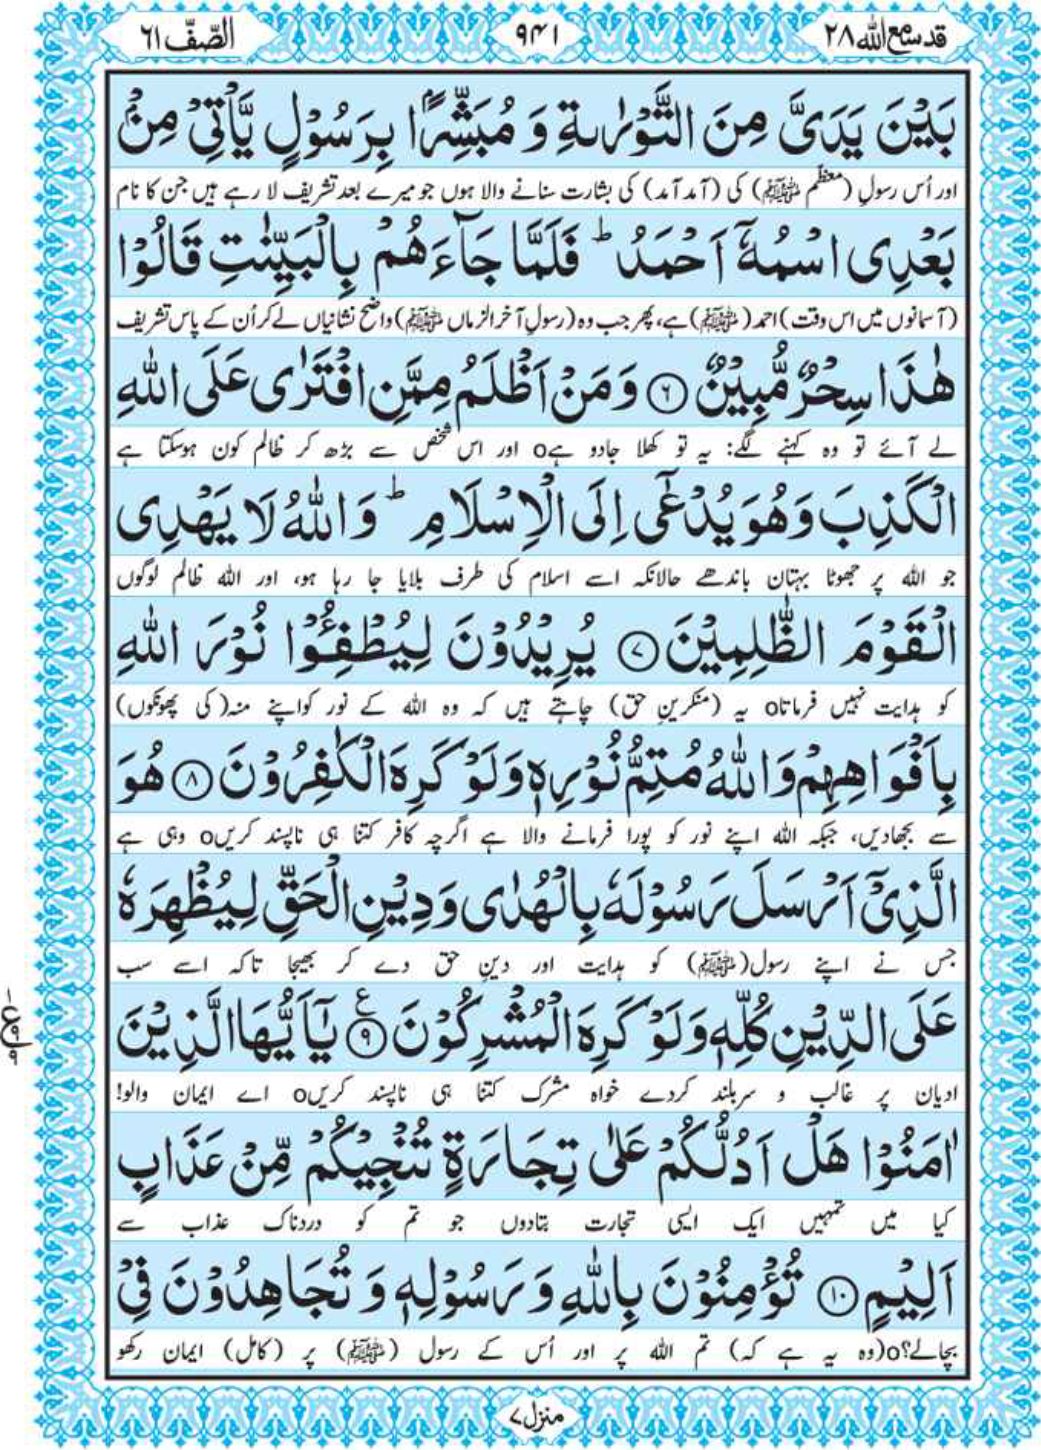 قد سمع الله ٢٨
٩٤١
الصّفّ ٦١
بَيْنَ يَدَيَّ مِنَ التَّوْرٰىةِ وَ مُبَشِّرًۢا بِرَسُوْلٍ يَّاْتِيْ مِنْۢ
اور اُس رسولِ (معظّم ﷺ) کی (آمد آمد) کی بشارت سنانے والا ہوں جو میرے بعد تشریف لا رہے ہیں جن کا نام
بَعْدِي اسْمُهٗۤ اَحْمَدُ ؕ فَلَمَّا جَآءَهُمْ بِالْبَيِّنٰتِ قَالُوْا
(آسمانوں میں اس وقت) احمد (ﷺ) ہے، پھر جب وہ (رسولِ آخر الزماں ﷺ) واضح نشانیاں لے کر اُن کے پاس تشریف
هٰذَا سِحْرٌ مُّبِيْنٌ ۝۶ وَ مَنْ اَظْلَمُ مِمَّنِ افْتَرٰى عَلَى اللّٰهِ
لے آئے تو وہ کہنے لگے: یہ تو کھلا جادو ہےo اور اس شخص سے بڑھ کر ظالم کون ہوسکتا ہے
الْكَذِبَ وَ هُوَ يُدْعٰۤى اِلَى الْاِسْلَامِ ؕ وَ اللّٰهُ لَا يَهْدِي
جو اللہ پر جھوٹا بہتان باندھے حالانکہ اسے اسلام کی طرف بلایا جا رہا ہو، اور اللہ ظالم لوگوں
الْقَوْمَ الظّٰلِمِيْنَ ۝۷ يُرِيْدُوْنَ لِيُطْفِـُٔوْا نُوْرَ اللّٰهِ
کو ہدایت نہیں فرماتاo یہ (منکرینِ حق) چاہتے ہیں کہ وہ اللہ کے نور کو اپنے منہ (کی پھونکوں)
بِاَفْوَاهِهِمْ وَ اللّٰهُ مُتِمُّ نُوْرِهٖ وَ لَوْ كَرِهَ الْكٰفِرُوْنَ ۝۸ هُوَ
سے بجھادیں، جبکہ اللہ اپنے نور کو پورا فرمانے والا ہے اگرچہ کافر کتنا ہی ناپسند کریںo وہی ہے
الَّذِيْۤ اَرْسَلَ رَسُوْلَهٗ بِالْهُدٰى وَ دِيْنِ الْحَقِّ لِيُظْهِرَهٗ
جس نے اپنے رسول (ﷺ) کو ہدایت اور دینِ حق دے کر بھیجا تاکہ اسے سب
عَلَى الدِّيْنِ كُلِّهٖ وَ لَوْ كَرِهَ الْمُشْرِكُوْنَ ۝۹ ع يٰۤاَيُّهَا الَّذِيْنَ
ادیان پر غالب و سربلند کردے خواہ مشرک کتنا ہی ناپسند کریںo اے ایمان والو!
اٰمَنُوْا هَلْ اَدُلُّكُمْ عَلٰى تِجَارَةٍ تُنْجِيْكُمْ مِّنْ عَذَابٍ
کیا میں تمہیں ایک ایسی تجارت بتادوں جو تم کو دردناک عذاب سے
اَلِيْمٍ ۝۱۰ تُؤْمِنُوْنَ بِاللّٰهِ وَ رَسُوْلِهٖ وَ تُجَاهِدُوْنَ فِيْ
بچالے؟o (وہ یہ ہے کہ) تم اللہ پر اور اُس کے رسول (ﷺ) پر (کامل) ایمان رکھو
منزل ۷